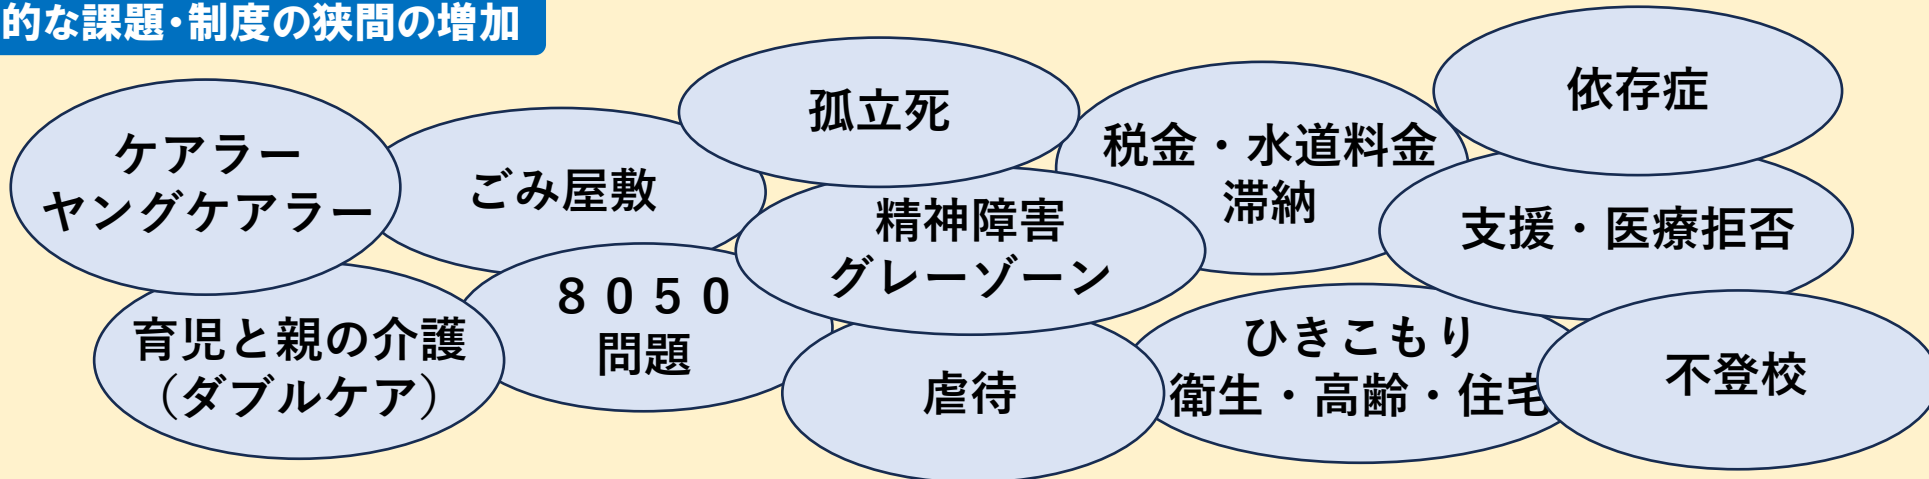 的な課題・制度の狭間の増加
ケアラー
ヤングケアラー
ごみ屋敷
孤立死
税金・水道料金
滞納
依存症
精神障害
グレーゾーン
支援・医療拒否
育児と親の介護
（ダブルケア）
８０５０
問題
虐待
ひきこもり
衛生・高齢・住宅
不登校